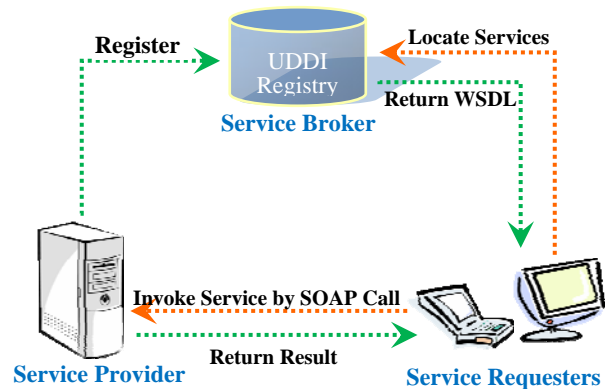 Register
Locate Services
UDDI
Registry
Return WSDL
Service Broker
Invoke Service by SOAP Call
Return Result
Service Provider
Service Requesters